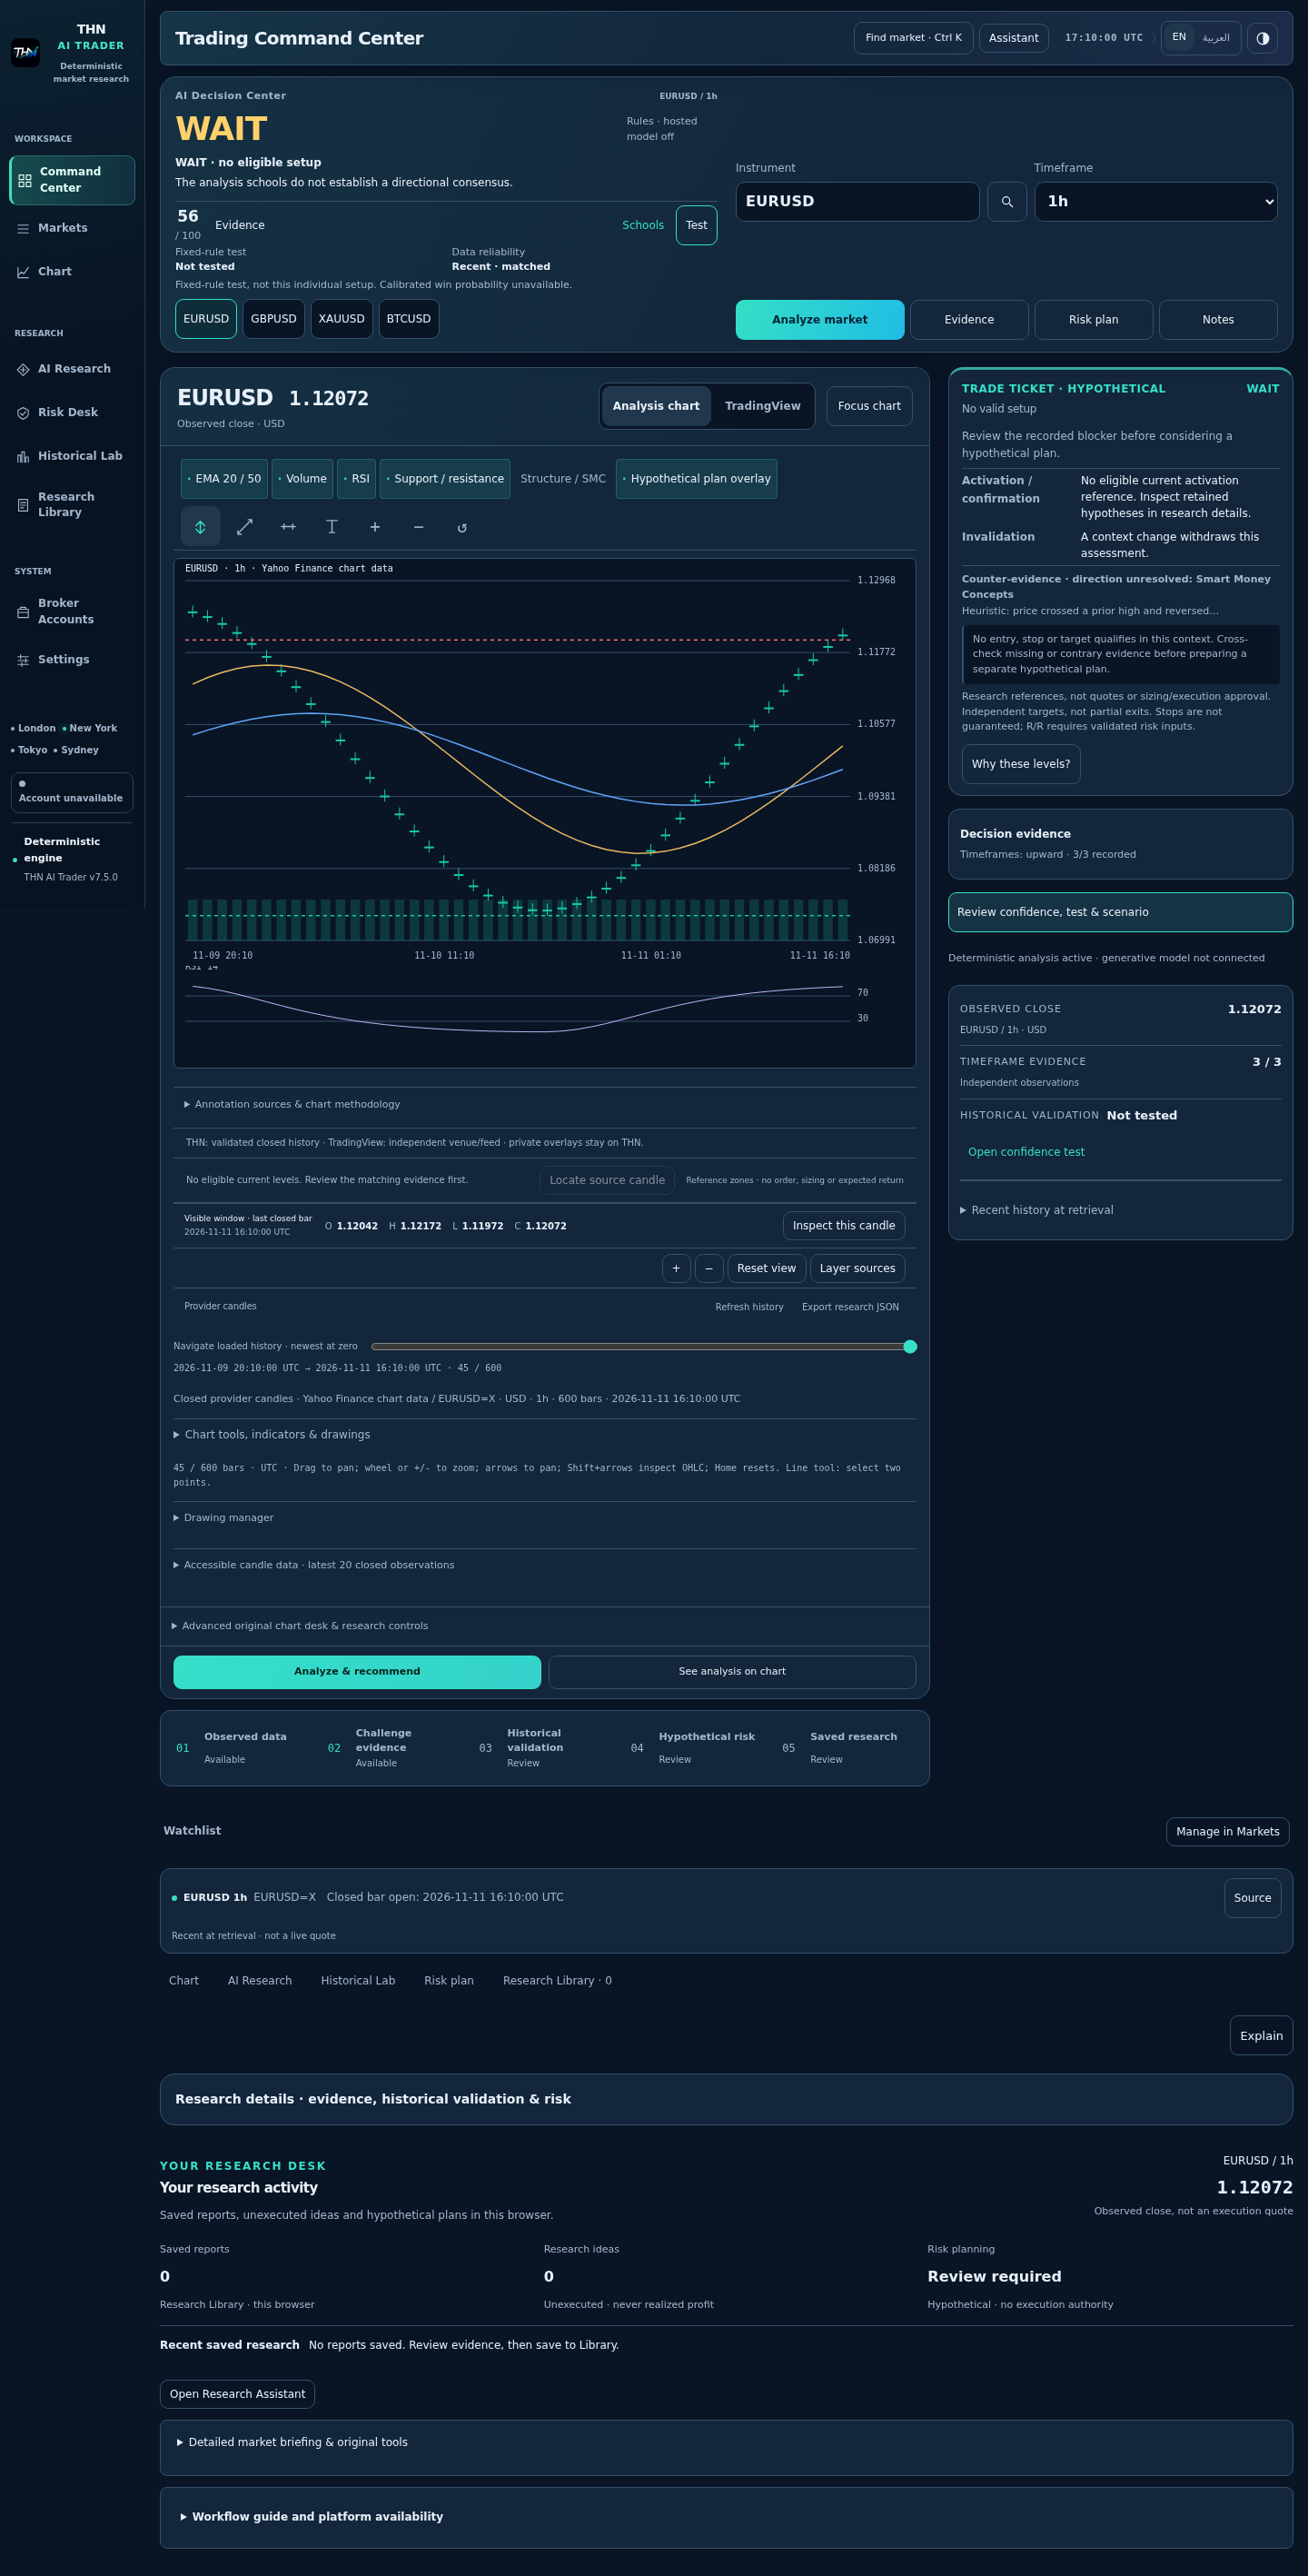 THN
AI TRADER
Deterministic
market research
WORKSPACE
Command
Center
Markets
Chart
RESEARCH
AI Research
Risk Desk
Historical Lab
Research
Library
SYSTEM
Broker
Accounts
Settings
London New York
Tokyo Sydney
Account unavailable
Deterministic
engine
THN AI Trader v7.5.0
Trading Command Center
Find market · Ctrl K
Assistant
17:10:00 UTC
EN
العربية
AI Decision Center
EURUSD / 1h
WAIT
Rules · hosted
model off
WAIT · no eligible setup
The analysis schools do not establish a directional consensus.
56
/ 100
Evidence
Schools
Test
Fixed-rule test
Not tested
Data reliability
Recent · matched
Fixed-rule test, not this individual setup. Calibrated win probability unavailable.
EURUSD
GBPUSD
XAUUSD
BTCUSD
Instrument
EURUSD
Timeframe
1h
Analyze market
Evidence
Risk plan
Notes
EURUSD 1.12072
Observed close · USD
Analysis chart
TradingView
Focus chart
EMA 20 / 50
Volume
RSI
Support / resistance
Structure / SMC
Hypothetical plan overlay
+
−
↺
EURUSD · 1h · Yahoo Finance chart data
1.12968
1.11772
1.10577
1.09381
1.08186
1.06991
11-09 20:10
11-10 11:10
11-11 01:10
11-11 16:10
70
30
Annotation sources & chart methodology
THN: validated closed history · TradingView: independent venue/feed · private overlays stay on THN.
No eligible current levels. Review the matching evidence first.
Locate source candle
Reference zones · no order, sizing or expected return
Visible window · last closed bar
2026-11-11 16:10:00 UTC
O 1.12042 H 1.12172 L 1.11972 C 1.12072
Inspect this candle
+
−
Reset view
Layer sources
Provider candles
Refresh history
Export research JSON
Navigate loaded history · newest at zero
2026-11-09 20:10:00 UTC → 2026-11-11 16:10:00 UTC · 45 / 600
Closed provider candles · Yahoo Finance chart data / EURUSD=X · USD · 1h · 600 bars · 2026-11-11 16:10:00 UTC
Chart tools, indicators & drawings
45 / 600 bars · UTC · Drag to pan; wheel or +/- to zoom; arrows to pan; Shift+arrows inspect OHLC; Home resets. Line tool: select two
points.
Drawing manager
Accessible candle data · latest 20 closed observations
Advanced original chart desk & research controls
Analyze & recommend
See analysis on chart
01
Observed data
Available
02
Challenge
evidence
Available
03
Historical
validation
Review
04
Hypothetical risk
Review
05
Saved research
Review
TRADE TICKET · HYPOTHETICAL
WAIT
No valid setup
Review the recorded blocker before considering a
hypothetical plan.
Activation /
confirmation
No eligible current activation
reference. Inspect retained
hypotheses in research details.
Invalidation
A context change withdraws this
assessment.
Counter-evidence · direction unresolved: Smart Money
Concepts
Heuristic: price crossed a prior high and reversed…
No entry, stop or target qualifies in this context. Cross-
check missing or contrary evidence before preparing a
separate hypothetical plan.
Research references, not quotes or sizing/execution approval.
Independent targets, not partial exits. Stops are not
guaranteed; R/R requires validated risk inputs.
Why these levels?
Decision evidence
Timeframes: upward · 3/3 recorded
Review confidence, test & scenario
Deterministic analysis active · generative model not connected
OBSERVED CLOSE
1.12072
EURUSD / 1h · USD
TIMEFRAME EVIDENCE
3 / 3
Independent observations
HISTORICAL VALIDATION Not tested
Open confidence test
Recent history at retrieval
Watchlist
Manage in Markets
EURUSD 1h EURUSD=X Closed bar open: 2026-11-11 16:10:00 UTC
Source
Recent at retrieval · not a live quote
Chart
AI Research
Historical Lab
Risk plan
Research Library · 0
Explain
Research details · evidence, historical validation & risk
YOUR RESEARCH DESK
Your research activity
Saved reports, unexecuted ideas and hypothetical plans in this browser.
EURUSD / 1h
1.12072
Observed close, not an execution quote
Saved reports
0
Research Library · this browser
Research ideas
0
Unexecuted · never realized profit
Risk planning
Review required
Hypothetical · no execution authority
Recent saved research No reports saved. Review evidence, then save to Library.
Open Research Assistant
Detailed market briefing & original tools
Workflow guide and platform availability